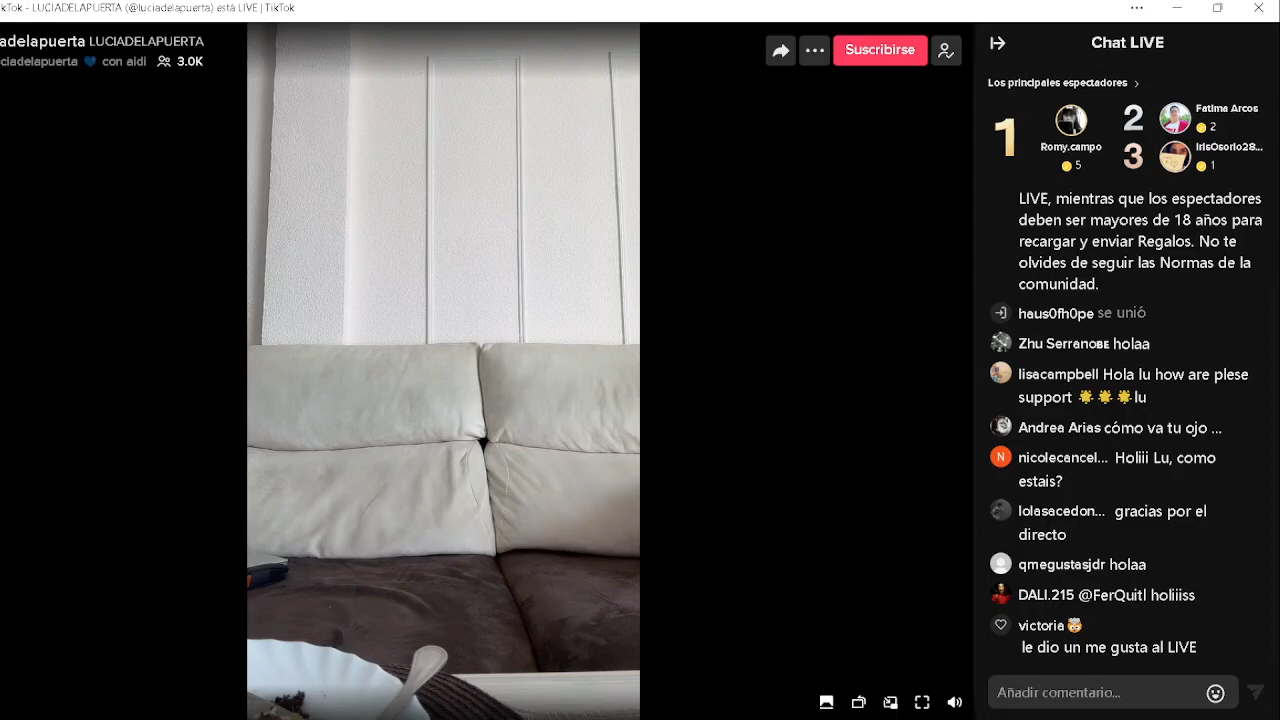 kTok - LUCIADELAPUERTA (@luciadelapuerta) está LIVE | TikTok
adelapuerta LUCIADELAPUERTA
ciadelapuerta 💙 con aidi 3.0K
Suscribirse
Chat LIVE
Los principales espectadores >
1
Romy.campo
5
2
Fatima Arcos
2
3
IrisOsorio28...
1
LIVE, mientras que los espectadores
deben ser mayores de 18 años para
recargar y enviar Regalos. No te
olvides de seguir las Normas de la
comunidad.
haus0fh0pe se unió
Zhu Serranoʙᴇ holaa
lisacampbell Hola lu how are plese
support 🌟🌟🌟lu
Andrea Arias cómo va tu ojo ...
N
nicolecancel... Holiii Lu, como
estais?
lolasacedon... gracias por el
directo
qmegustasjdr holaa
DALI.215 @FerQuitl holiiiss
victoria🤯
le dio un me gusta al LIVE
Añadir comentario...